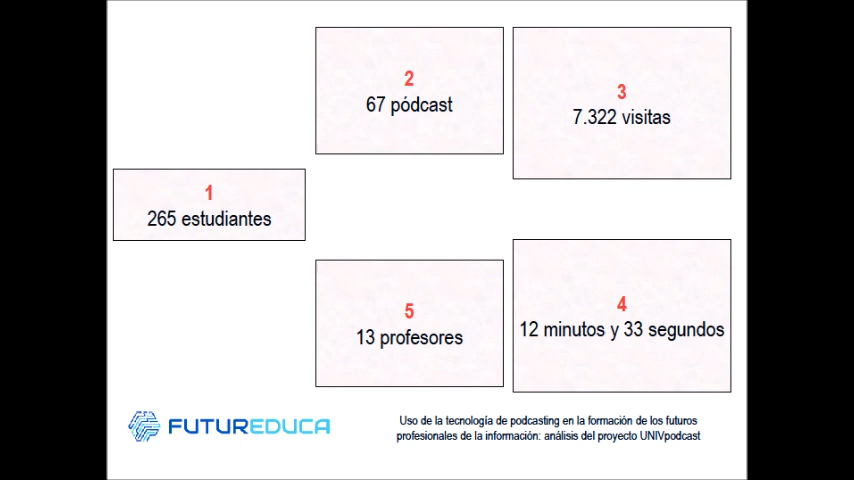 1
265 estudiantes
2
67 pódcast
3
7.322 visitas
4
12 minutos y 33 segundos
5
13 profesores
FUTUREDUCA
Uso de la tecnología de podcasting en la formación de los futuros
profesionales de la información: análisis del proyecto UNIVpodcast